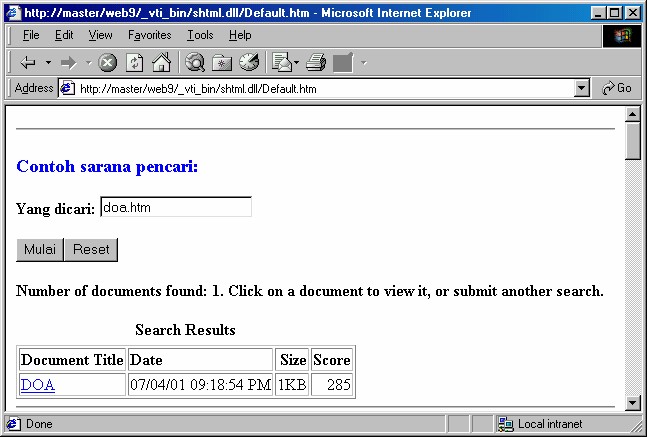 http://master/web9/_vti_bin/shtml.dll/Default.htm - Microsoft Internet Explorer
File Edit View Favorites Tools Help
Address http://master/web9/_vti_bin/shtml.dll/Default.htm Go
Contoh sarana pencari:
Yang dicari: doa.htm
Mulai Reset
Number of documents found: 1. Click on a document to view it, or submit another search.
Search Results
Document Title Date Size Score
DOA 07/04/01 09:18:54 PM 1KB 285
Done Local intranet